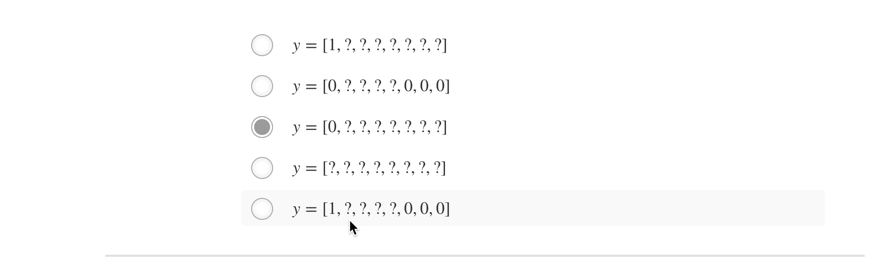 y = [1, ?, ?, ?, ?, ?, ?, ?]
y = [0, ?, ?, ?, ?, 0, 0, 0]
y = [0, ?, ?, ?, ?, ?, ?, ?]
y = [?, ?, ?, ?, ?, ?, ?, ?]
y = [1, ?, ?, ?, ?, 0, 0, 0]